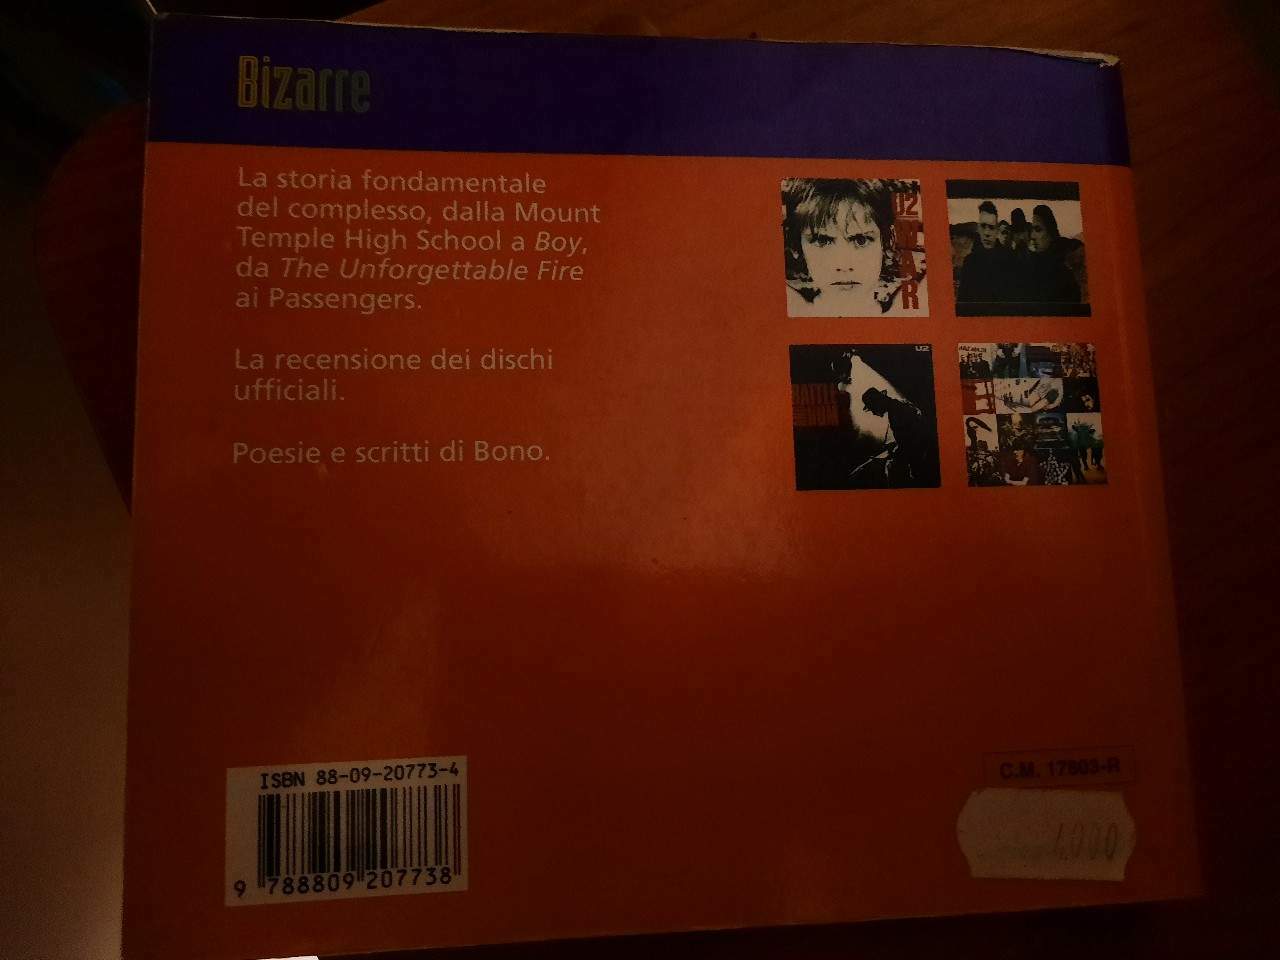 Bizarre
La storia fondamentale
del complesso, dalla Mount
Temple High School a Boy,
da The Unforgettable Fire
ai Passengers.
La recensione dei dischi
ufficiali.
Poesie e scritti di Bono.
U2
WAR
U2
ISBN 88-09-20773-4
9 788809 207738
C.M. 17803-R